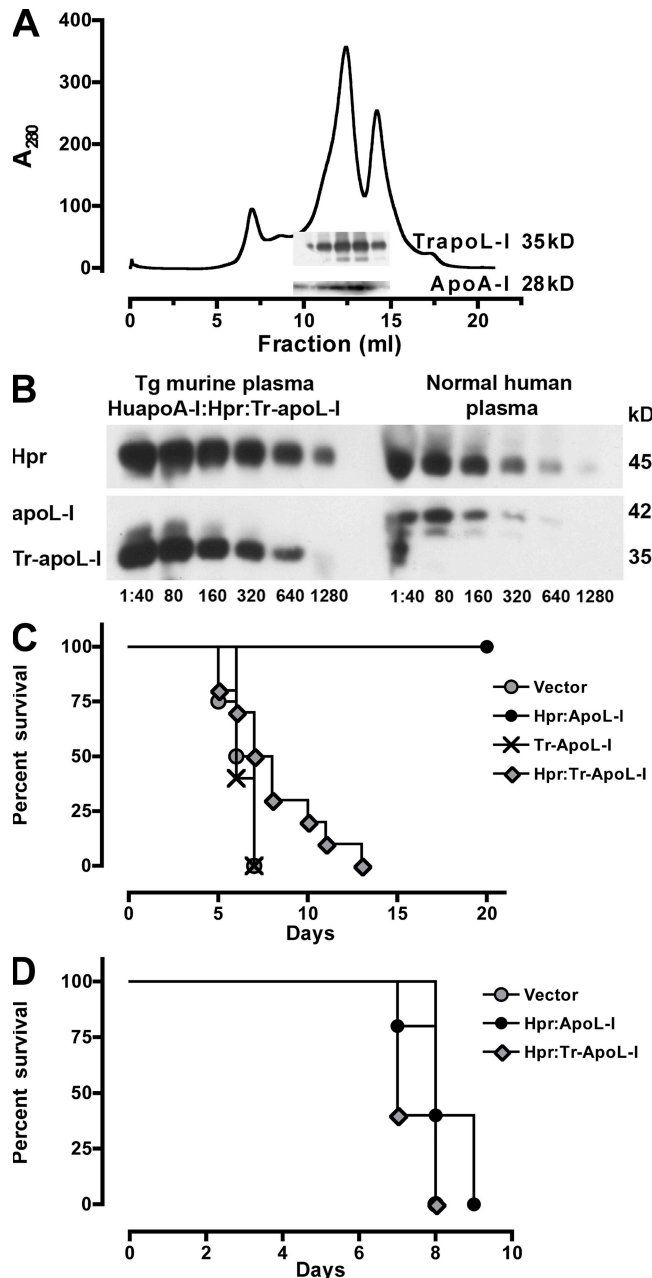 A
400
300
200
100
0
A280
TrapoL-I 35kD
ApoA-I 28kD
0 5 10 15 20
Fraction (ml)
B
Tg murine plasma
HuapoA-I:Hpr:Tr-apoL-I
Normal human
plasma
kD
Hpr
45
apoL-I
42
Tr-apoL-I
35
1:40 80 160 320 640 1280 1:40 80 160 320 640 1280
C
100
75
50
25
0
Percent survival
Vector
Hpr:ApoL-I
Tr-ApoL-I
Hpr:Tr-ApoL-I
0 5 10 15 20
Days
D
100
75
50
25
0
Percent survival
Vector
Hpr:ApoL-I
Hpr:Tr-ApoL-I
0 2 4 6 8 10
Days